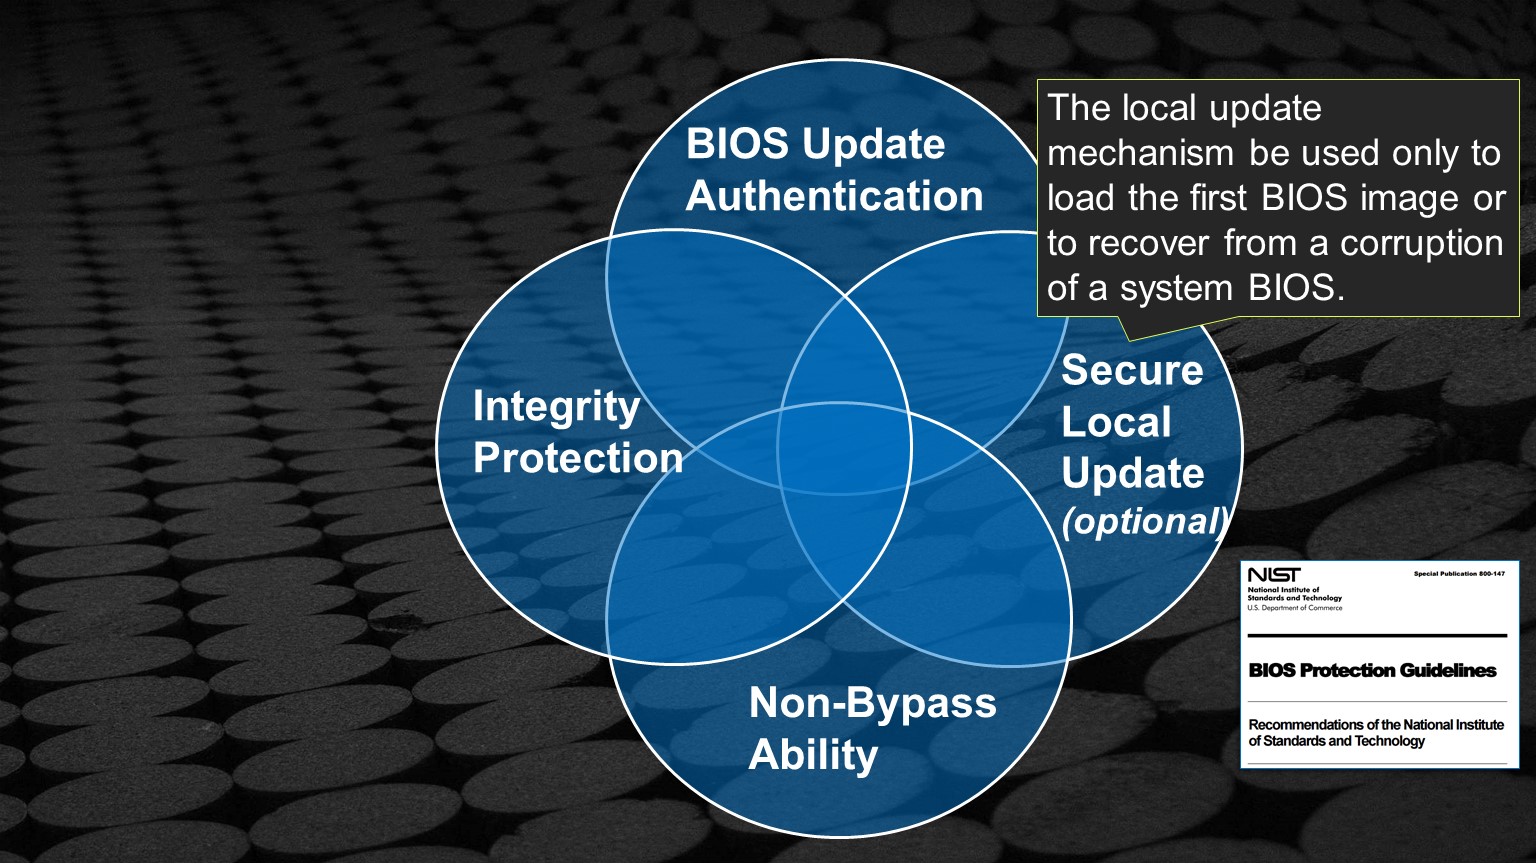 BIOS Update
Authentication
The local update
mechanism be used only to
load the first BIOS image or
to recover from a corruption
of a system BIOS.
Integrity
Protection
Secure
Local
Update
(optional)
Non-Bypass
Ability
NIST
Special Publication 800-147
National Institute of
Standards and Technology
U.S. Department of Commerce
BIOS Protection Guidelines
Recommendations of the National Institute
of Standards and Technology